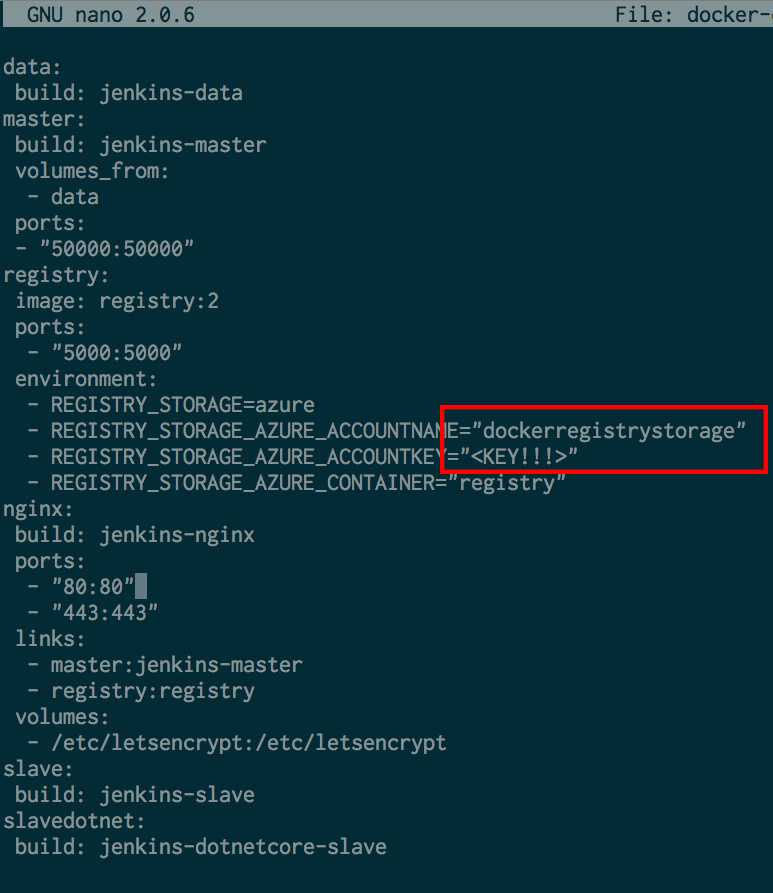 GNU nano 2.0.6 File: docker-
data:
build: jenkins-data
master:
build: jenkins-master
volumes_from:
- data
ports:
- "50000:50000"
registry:
image: registry:2
ports:
- "5000:5000"
environment:
- REGISTRY_STORAGE=azure
- REGISTRY_STORAGE_AZURE_ACCOUNTNAME="dockerregistrystorage"
- REGISTRY_STORAGE_AZURE_ACCOUNTKEY="<KEY!!!>"
- REGISTRY_STORAGE_AZURE_CONTAINER="registry"
nginx:
build: jenkins-nginx
ports:
- "80:80"
- "443:443"
links:
- master:jenkins-master
- registry:registry
volumes:
- /etc/letsencrypt:/etc/letsencrypt
slave:
build: jenkins-slave
slavedotnet:
build: jenkins-dotnetcore-slave